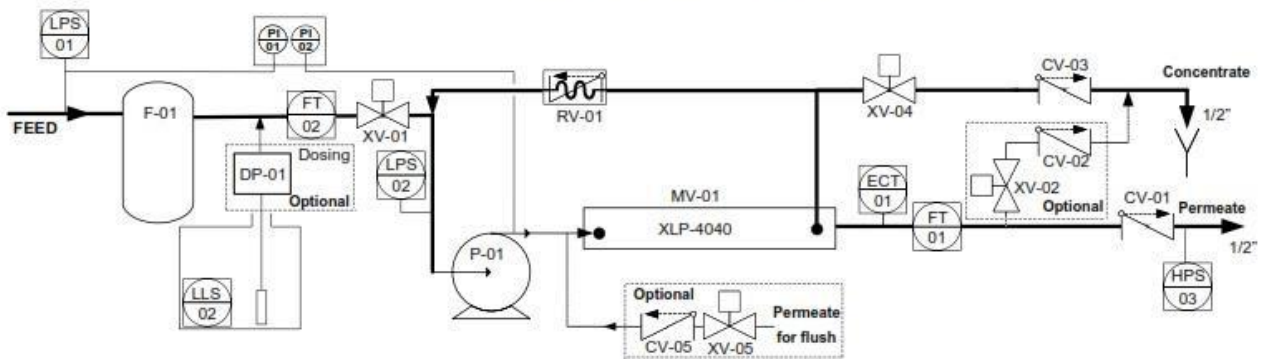 LPS
01
PI
01
PI
02
FEED
F-01
FT
02
XV-01
Dosing
DP-01
Optional
LLS
02
LPS
02
P-01
RV-01
XV-04
CV-03
Concentrate
1/2"
CV-02
XV-02
Optional
MV-01
XLP-4040
ECT
01
FT
01
CV-01
Permeate
1/2"
HPS
03
Optional
Permeate
for flush
CV-05
XV-05